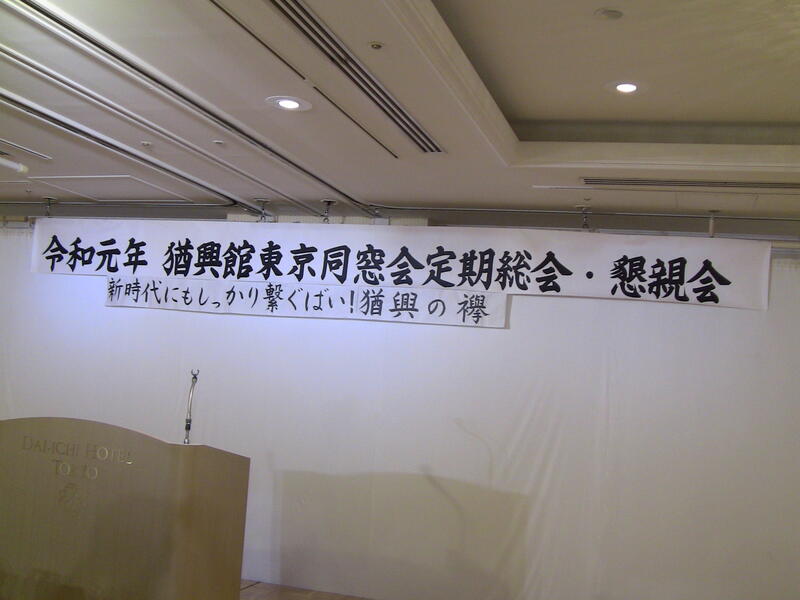 令和元年 猶興館東京同窓会定期総会・懇親会
新時代にもしっかり繋ぐばい!猶興の襷
DAI-ICHI HOTEL
TOKYO